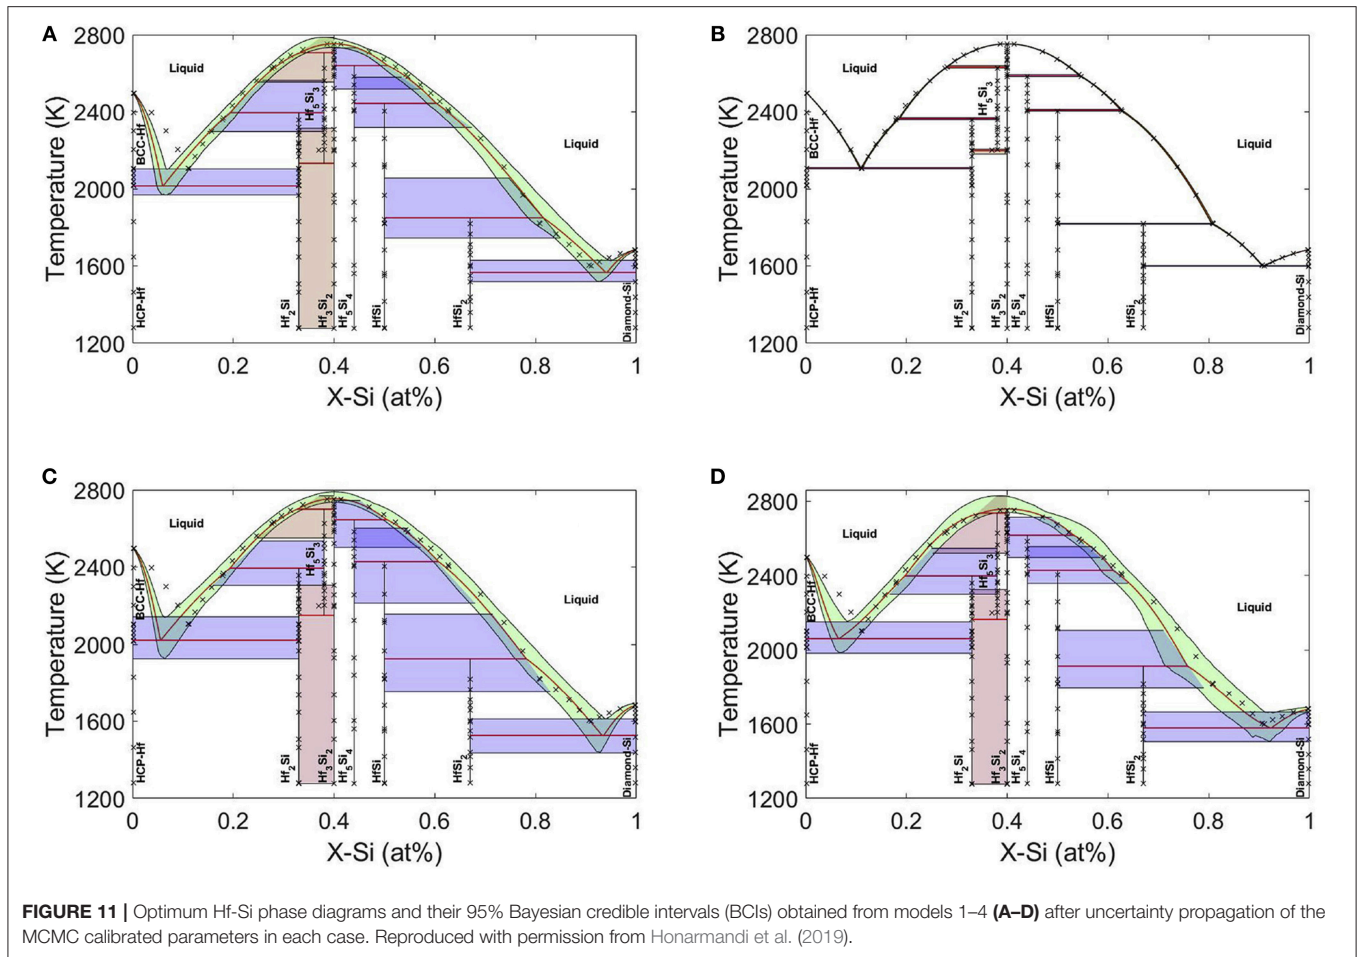 A
2800
2400
2000
1600
1200
Temperature (K)
Liquid
Liquid
BCC-Hf
HCP-Hf
Hf2Si
Hf3Si2
Hf5Si3
Hf5Si4
HfSi
HfSi2
Diamond-Si
0 0.2 0.4 0.6 0.8 1
X-Si (at%)
B
2800
2400
2000
1600
1200
Temperature (K)
Liquid
Liquid
BCC-Hf
HCP-Hf
Hf2Si
Hf3Si2
Hf5Si3
Hf5Si4
HfSi
HfSi2
Diamond-Si
0 0.2 0.4 0.6 0.8 1
X-Si (at%)
C
2800
2400
2000
1600
1200
Temperature (K)
Liquid
Liquid
BCC-Hf
HCP-Hf
Hf2Si
Hf3Si2
Hf5Si3
Hf5Si4
HfSi
HfSi2
Diamond-Si
0 0.2 0.4 0.6 0.8 1
X-Si (at%)
D
2800
2400
2000
1600
1200
Temperature (K)
Liquid
Liquid
BCC-Hf
HCP-Hf
Hf2Si
Hf3Si2
Hf5Si3
Hf5Si4
HfSi
HfSi2
Diamond-Si
0 0.2 0.4 0.6 0.8 1
X-Si (at%)
FIGURE 11 | Optimum Hf-Si phase diagrams and their 95% Bayesian credible intervals (BCIs) obtained from models 1–4 (A–D) after uncertainty propagation of the
MCMC calibrated parameters in each case. Reproduced with permission from Honarmandi et al. (2019).